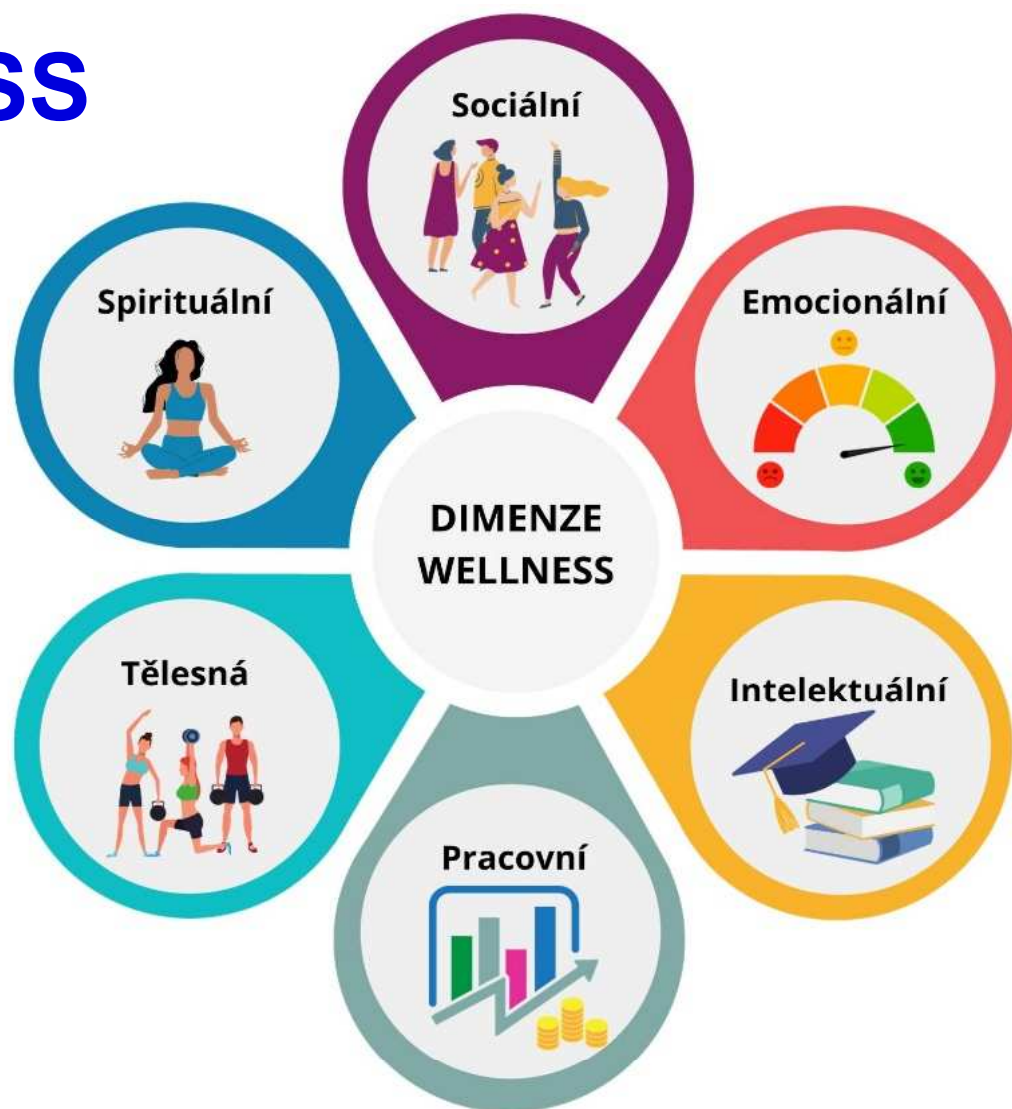 ss
Sociální
Spirituální
Emocionální
DIMENZE
WELLNESS
Tělesná
Intelektuální
Pracovní